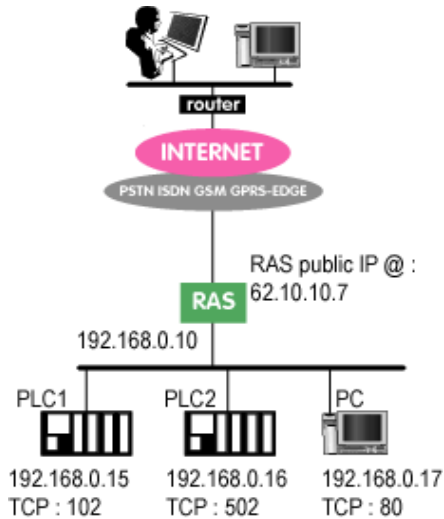 router
INTERNET
PSTN ISDN GSM GPRS-EDGE
RAS public IP @ :
62.10.10.7
RAS
192.168.0.10
PLC1
PLC2
PC
192.168.0.15
TCP : 102
192.168.0.16
TCP : 502
192.168.0.17
TCP : 80